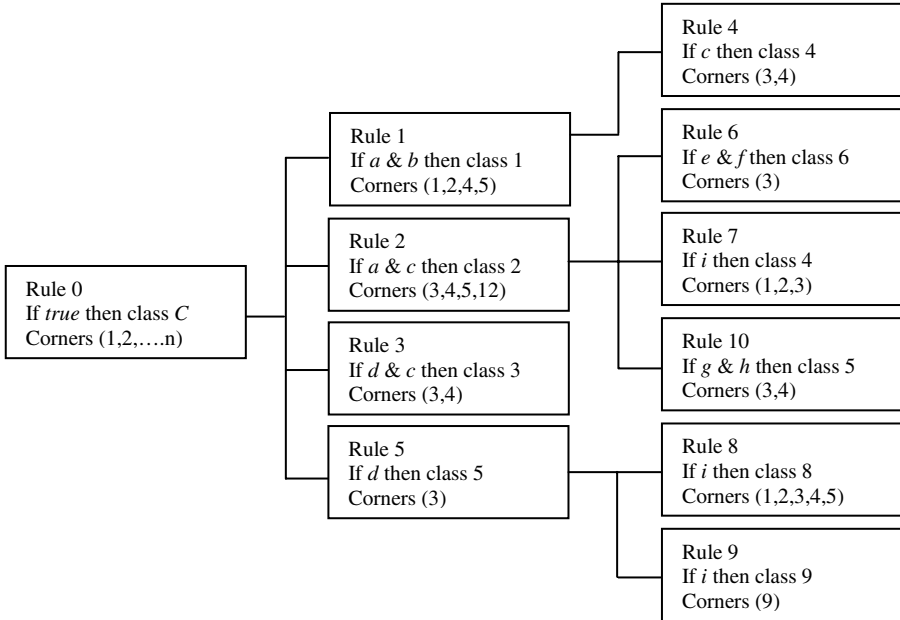 Rule 0
If true then class C
Corners (1,2,….n)
Rule 1
If a & b then class 1
Corners (1,2,4,5)
Rule 2
If a & c then class 2
Corners (3,4,5,12)
Rule 3
If d & c then class 3
Corners (3,4)
Rule 5
If d then class 5
Corners (3)
Rule 4
If c then class 4
Corners (3,4)
Rule 6
If e & f then class 6
Corners (3)
Rule 7
If i then class 4
Corners (1,2,3)
Rule 10
If g & h then class 5
Corners (3,4)
Rule 8
If i then class 8
Corners (1,2,3,4,5)
Rule 9
If i then class 9
Corners (9)